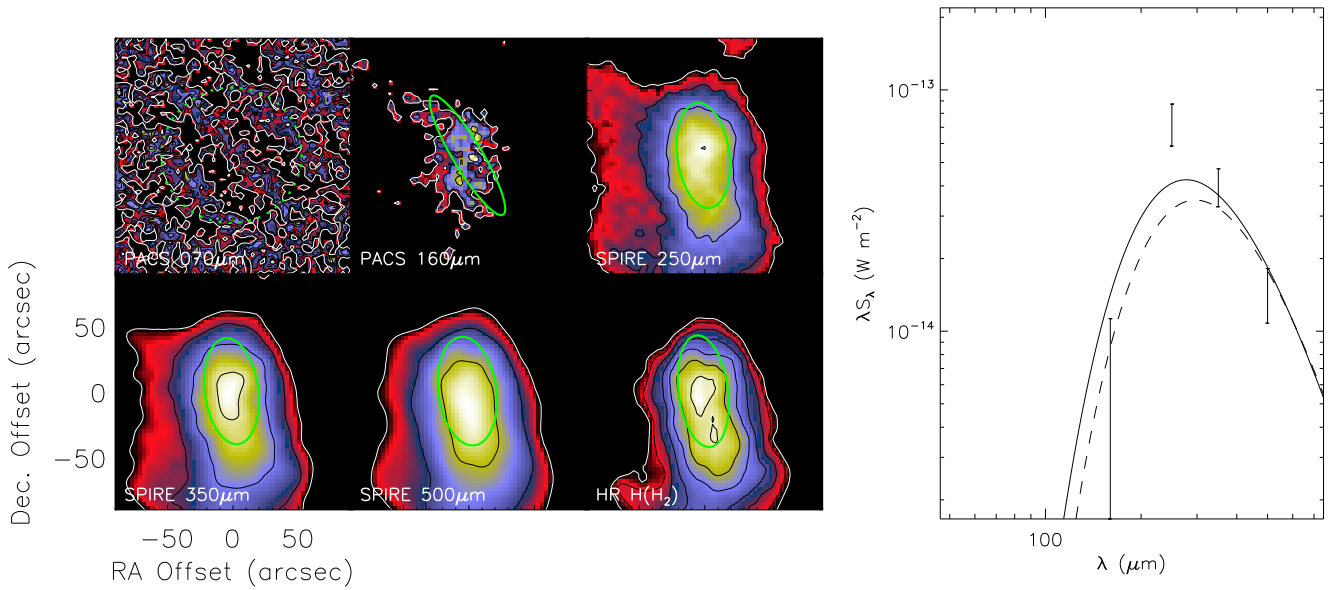 PACS 070μm
PACS 160μm
SPIRE 250μm
SPIRE 350μm
SPIRE 500μm
HR H(H₂)
Dec. Offset (arcsec)
50
0
−50
−50 0 50
RA Offset (arcsec)
λS_λ (W m⁻²)
10⁻¹³
10⁻¹⁴
100
λ (μm)